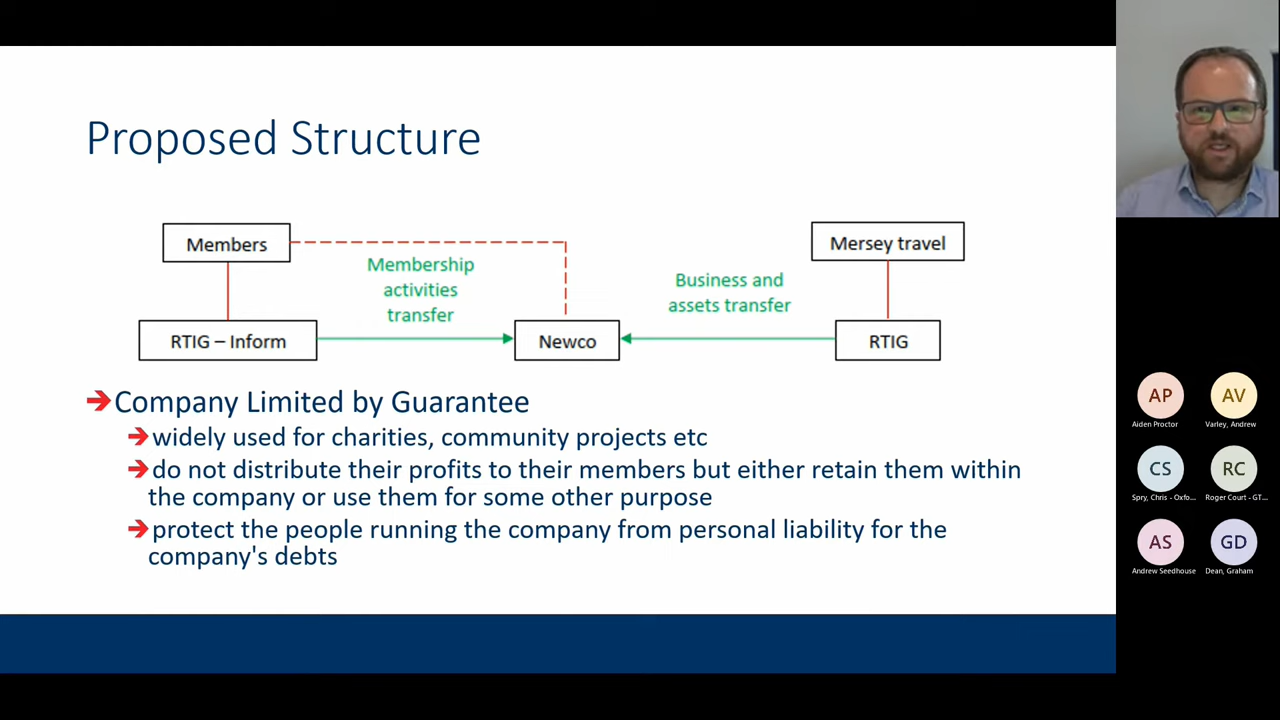 Proposed Structure
Members
Mersey travel
Membership
activities
transfer
Business and
assets transfer
RTIG – Inform
Newco
RTIG
Company Limited by Guarantee
widely used for charities, community projects etc
do not distribute their profits to their members but either retain them within
the company or use them for some other purpose
protect the people running the company from personal liability for the
company's debts
AP
AV
Aiden Proctor
Varley, Andrew
CS
RC
Spry, Chris - Oxfo...
Roger Court - GT...
AS
GD
Andrew Seedhouse
Dean, Graham